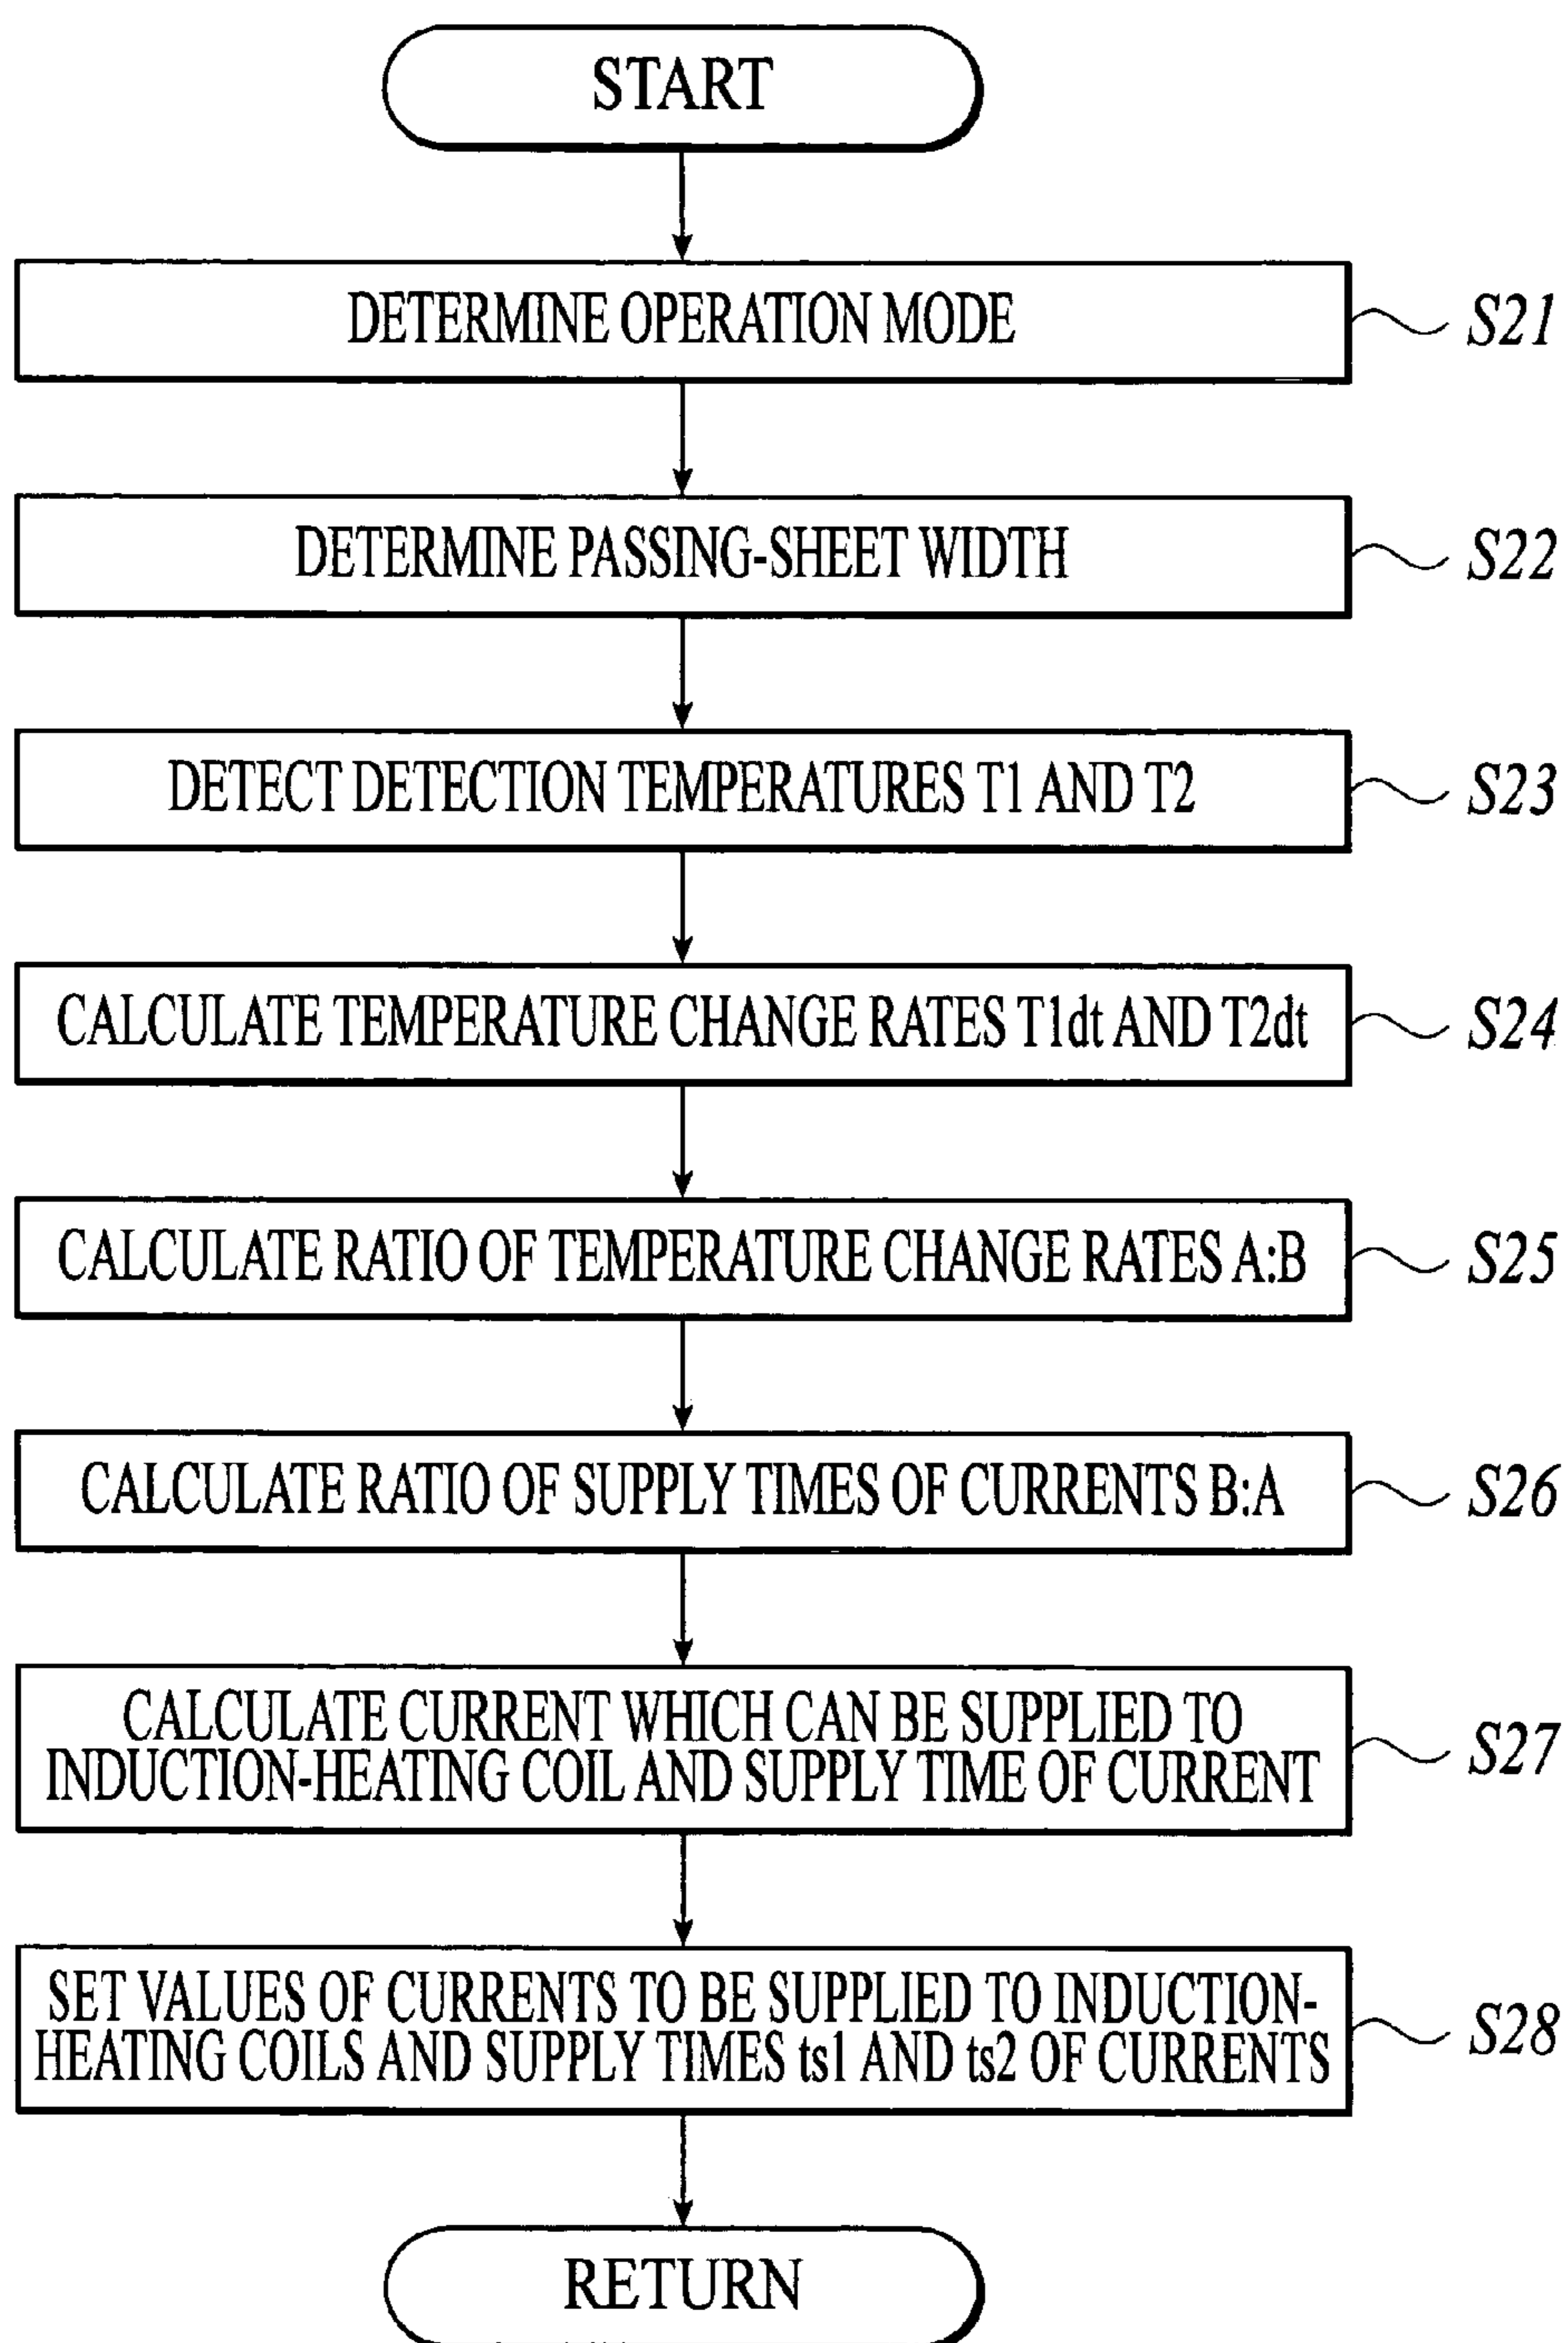 START
DETERMINE OPERATION MODE
S21
DETERMINE PASSING-SHEET WIDTH
S22
DETECT DETECTION TEMPERATURES T1 AND T2
S23
CALCULATE TEMPERATURE CHANGE RATES T1dt AND T2dt
S24
CALCULATE RATIO OF TEMPERATURE CHANGE RATES A:B
S25
CALCULATE RATIO OF SUPPLY TIMES OF CURRENTS B:A
S26
CALCULATE CURRENT WHICH CAN BE SUPPLIED TO
INDUCTION-HEATING COIL AND SUPPLY TIME OF CURRENT
S27
SET VALUES OF CURRENTS TO BE SUPPLIED TO INDUCTION-
HEATING COILS AND SUPPLY TIMES ts1 AND ts2 OF CURRENTS
S28
RETURN